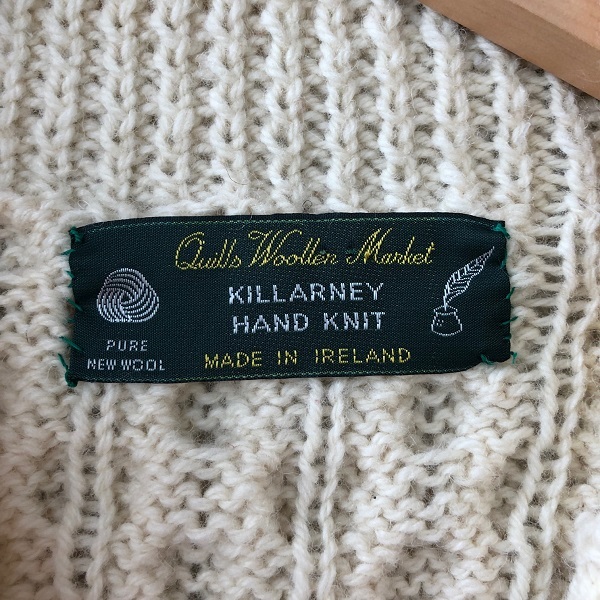 Quills Woollen Market
KILLARNEY
HAND KNIT
MADE IN IRELAND
PURE
NEW WOOL